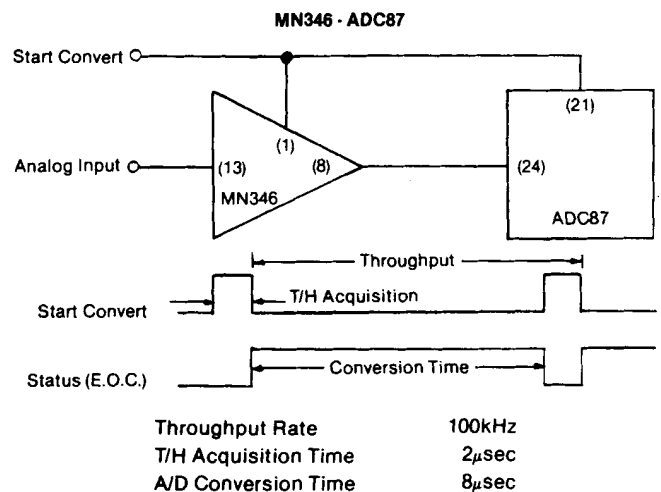 MN346 - ADC87
Start Convert
(21)
(1)
Analog Input
(13)
(8)
(24)
MN346
ADC87
Throughput
T/H Acquisition
Start Convert
Conversion Time
Status (E.O.C.)
Throughput Rate 100kHz
T/H Acquisition Time 2μsec
A/D Conversion Time 8μsec